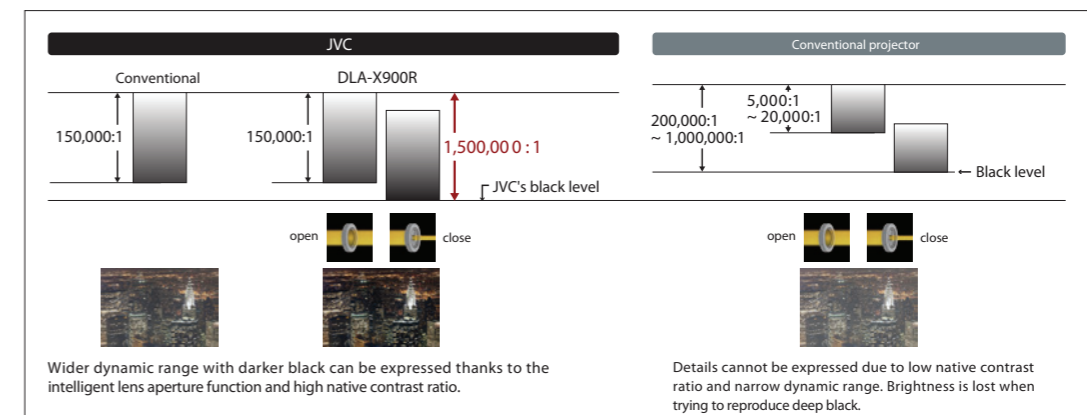 JVC
Conventional
DLA-X900R
150,000:1
150,000:1
1,500,000:1
JVC's black level
open
close
Wider dynamic range with darker black can be expressed thanks to the
intelligent lens aperture function and high native contrast ratio.
Conventional projector
200,000:1
~ 1,000,000:1
5,000:1
~ 20,000:1
← Black level
open
close
Details cannot be expressed due to low native contrast
ratio and narrow dynamic range. Brightness is lost when
trying to reproduce deep black.